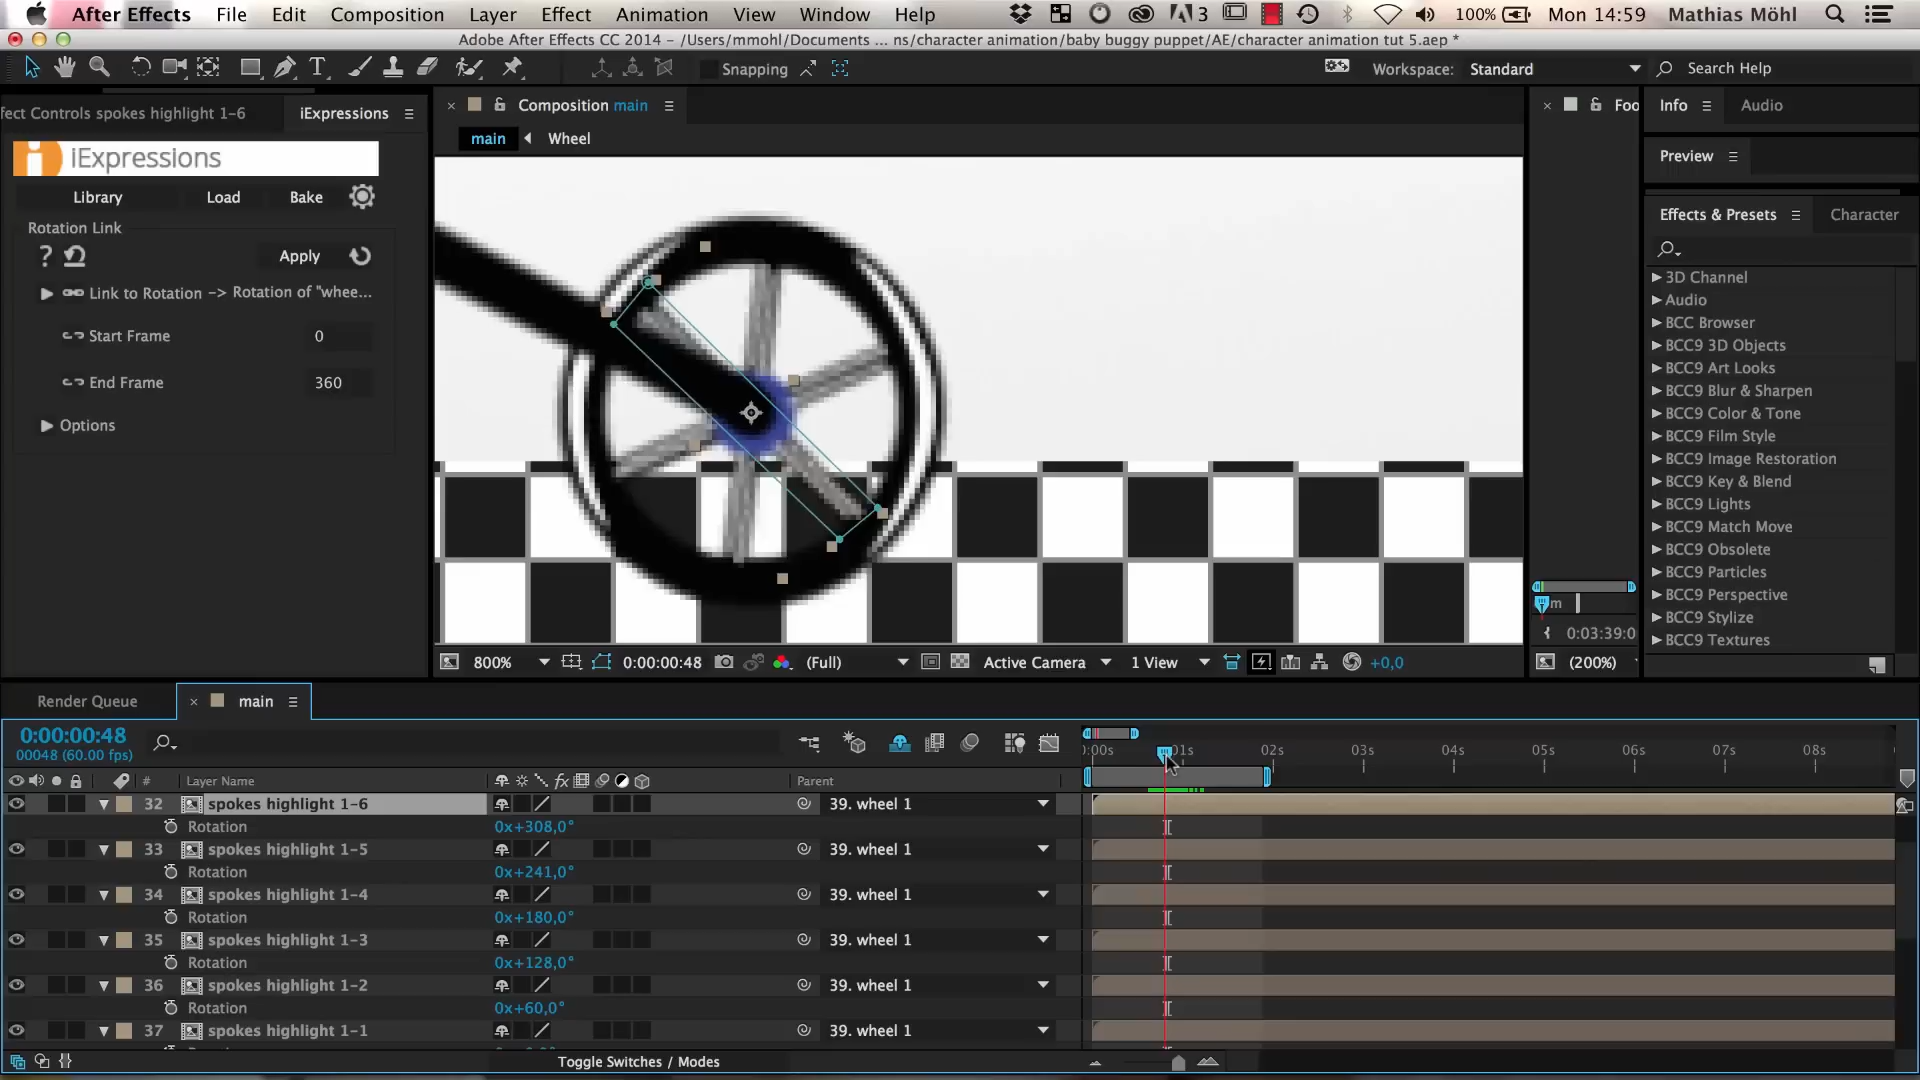 After Effects File Edit Composition Layer Effect Animation View Window Help 3 100% Mon 14:59 Mathias Möhl
Adobe After Effects CC 2014 – /Users/mmohl/Documents ... ns/character animation/baby buggy puppet/AE/character animation tut 5.aep *
T Snapping Workspace: Standard Search Help
fect Controls spokes highlight 1-6 iExpressions
Composition main
Foo
Info Audio
main Wheel
iExpressions
Library Load Bake
Rotation Link
? Apply
Link to Rotation -> Rotation of "whee...
Start Frame 0
End Frame 360
Options
Preview
Effects & Presets Character
3D Channel
Audio
BCC Browser
BCC9 3D Objects
BCC9 Art Looks
BCC9 Blur & Sharpen
BCC9 Color & Tone
BCC9 Film Style
BCC9 Image Restoration
BCC9 Key & Blend
BCC9 Lights
BCC9 Match Move
BCC9 Obsolete
BCC9 Particles
BCC9 Perspective
BCC9 Stylize
BCC9 Textures
m
0:03:39:0
800% 0:00:00:48 (Full) Active Camera 1 View +0,0
(200%)
Render Queue main
0:00:00:48
00048 (60.00 fps)
):00s 01s 02s 03s 04s 05s 06s 07s 08s
# Layer Name fx Parent
32 spokes highlight 1-6 39. wheel 1
Rotation 0x+308,0°
33 spokes highlight 1-5 39. wheel 1
Rotation 0x+241,0°
34 spokes highlight 1-4 39. wheel 1
Rotation 0x+180,0°
35 spokes highlight 1-3 39. wheel 1
Rotation 0x+128,0°
36 spokes highlight 1-2 39. wheel 1
Rotation 0x+60,0°
37 spokes highlight 1-1 39. wheel 1
Toggle Switches / Modes